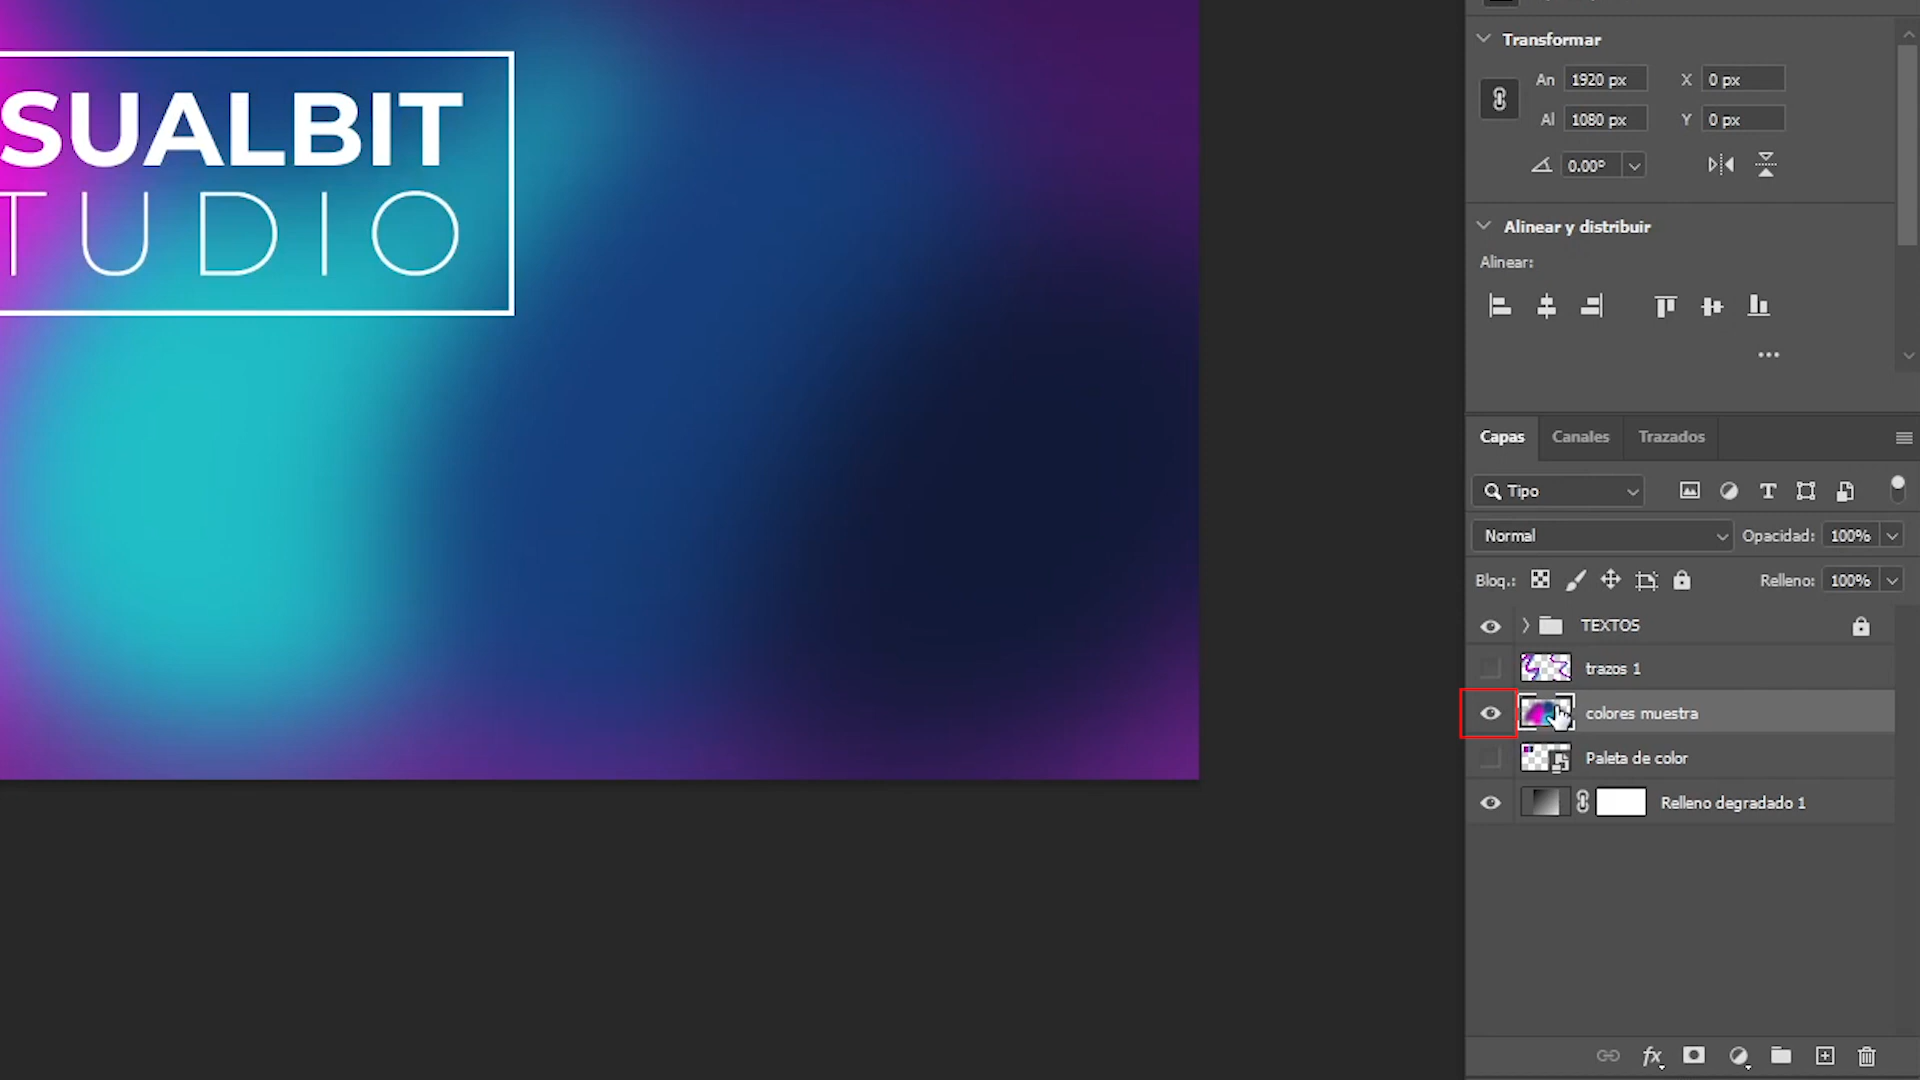 SUALBIT
TUDIO
Transformar
An 1920 px X 0 px
Al 1080 px Y 0 px
0.00°
Alinear y distribuir
Alinear:
Capas Canales Trazados
Tipo
Normal Opacidad: 100%
Bloq.: Relleno: 100%
TEXTOS
trazos 1
colores muestra
Paleta de color
Relleno degradado 1
fx